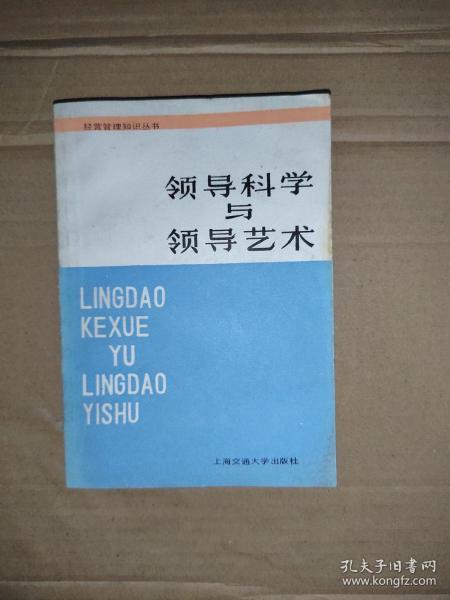 经营管理知识丛书
领导科学
与
领导艺术
LINGDAO
KEXUE
YU
LINGDAO
YISHU
上海交通大学出版社
孔夫子旧书网
www.kongfz.com